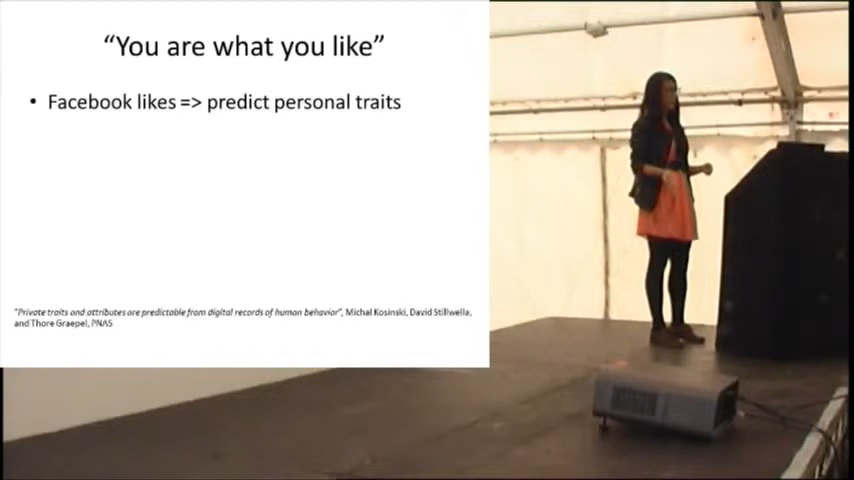 “You are what you like”
• Facebook likes => predict personal traits
“Private traits and attributes are predictable from digital records of human behavior”, Michal Kosinski, David Stillwella,
and Thore Graepel, PNAS